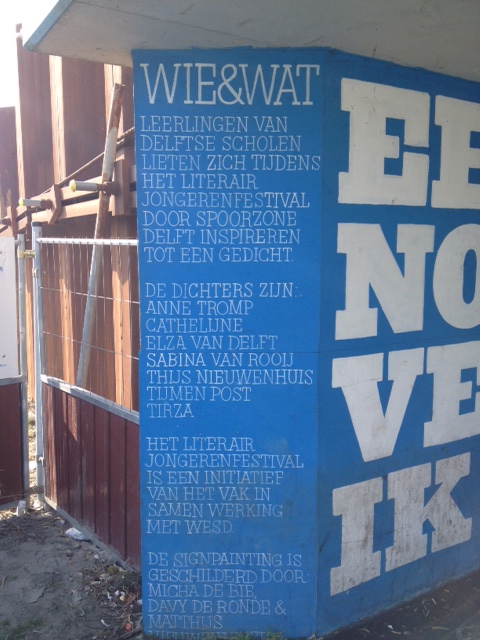 WIE&WAT
LEERLINGEN VAN
DELFTSE SCHOLEN
LIETEN ZICH TIJDENS
HET LITERAIR
JONGERENFESTIVAL
DOOR SPOORZONE
DELFT INSPIREREN
TOT EEN GEDICHT.
DE DICHTERS ZIJN:
ANNE TROMP
CATHELIJNE
ELZA VAN DELFT
SABINA VAN ROOIJ
THIJS NIEUWENHUIS
TIJMEN POST
TIRZA
HET LITERAIR
JONGERENFESTIVAL
IS EEN INITIATIEF
VAN HET VAK IN
SAMEN WERKING
MET WESD.
DE SIGNPAINTING IS
GESCHILDERD DOOR:
MICHA DE BIE,
DAVY DE RONDE &
MATTHIJS
EE
NO
VE
IK